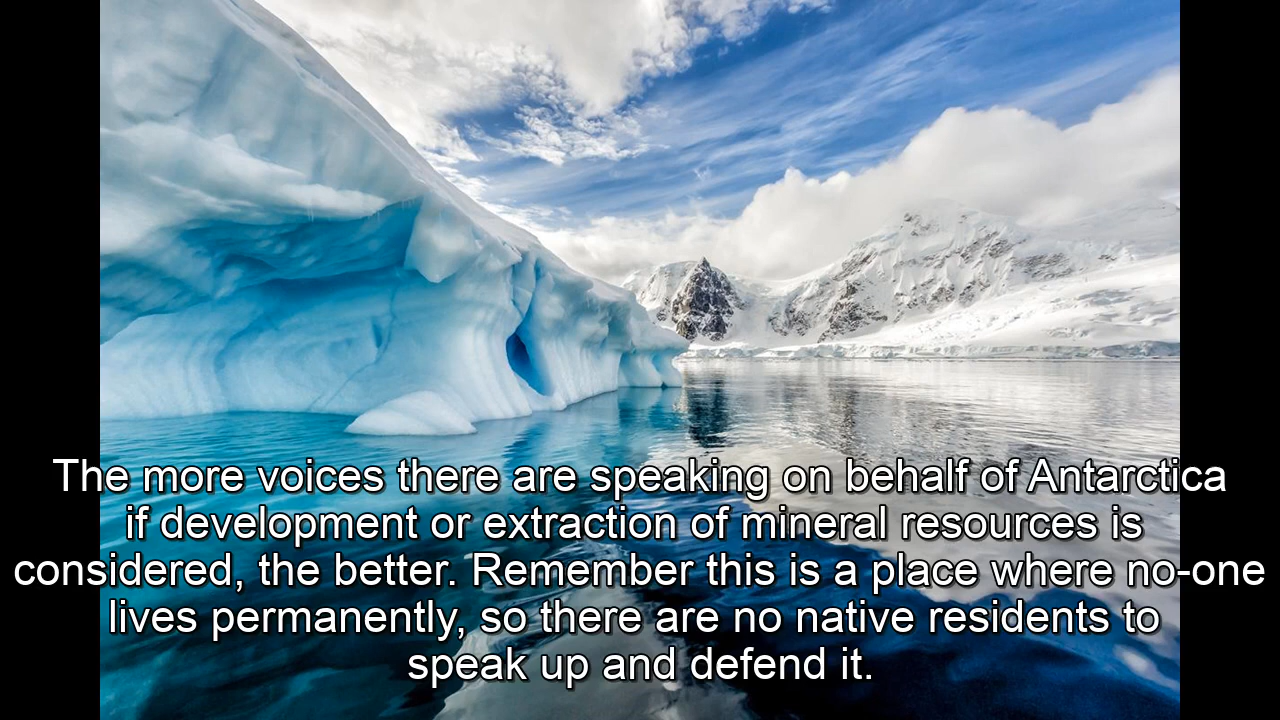 The more voices there are speaking on behalf of Antarctica
if development or extraction of mineral resources is
considered, the better. Remember this is a place where no-one
lives permanently, so there are no native residents to
speak up and defend it.